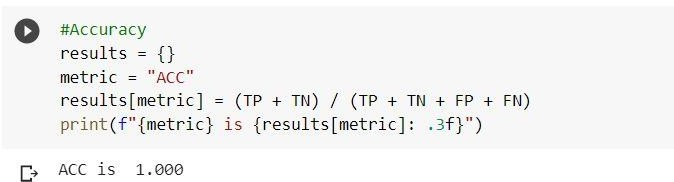 #Accuracy
results = {}
metric = "ACC"
results[metric] = (TP + TN) / (TP + TN + FP + FN)
print(f"{metric} is {results[metric]: .3f}")
ACC is  1.000